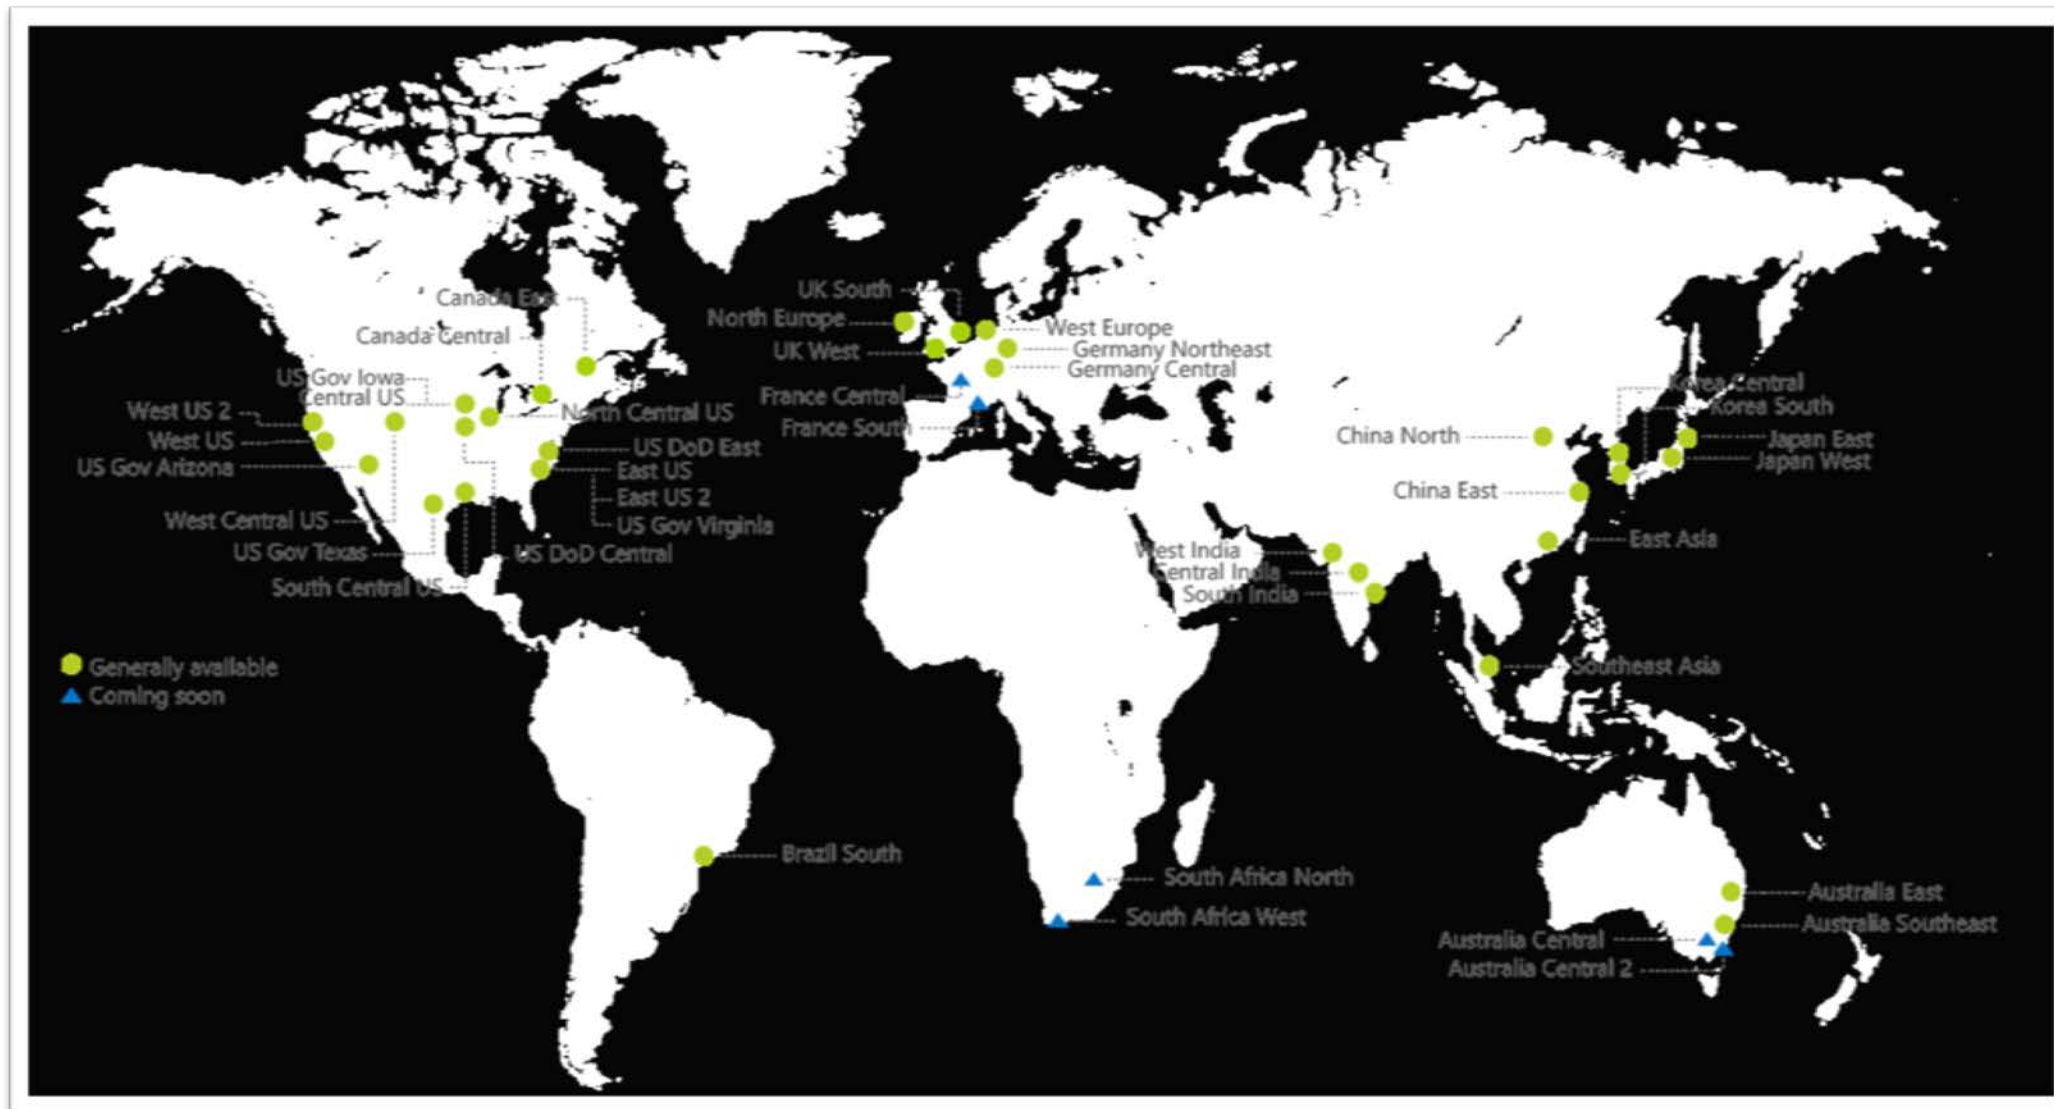 Canada East
Canada Central
US Gov Iowa
Central US
West US 2
North Central US
West US
US DoD East
US Gov Arizona
East US
East US 2
West Central US
US Gov Virginia
US Gov Texas
US DoD Central
South Central US
UK South
North Europe
West Europe
UK West
Germany Northeast
Germany Central
France Central
France South
Korea Central
Korea South
China North
Japan East
Japan West
China East
East Asia
West India
Central India
South India
Southeast Asia
Generally available
Coming soon
Brazil South
South Africa North
South Africa West
Australia East
Australia Southeast
Australia Central
Australia Central 2